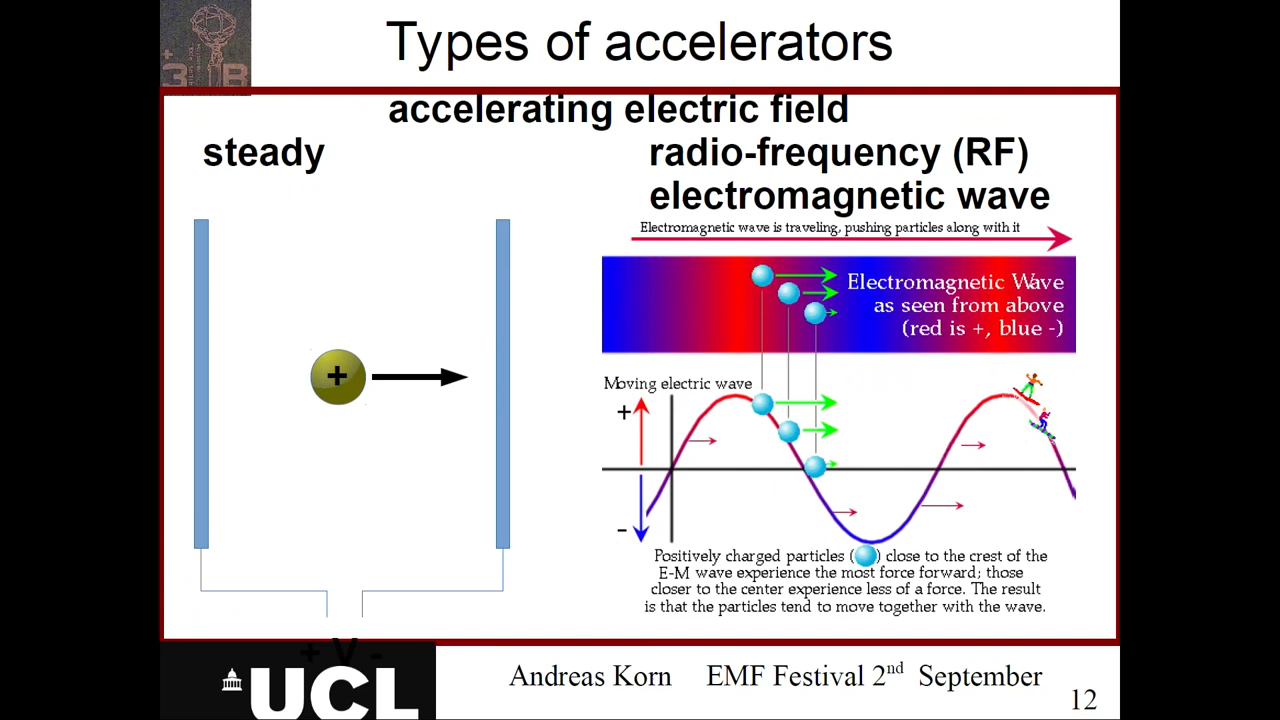 Types of accelerators
accelerating electric field
steady
radio-frequency (RF)
electromagnetic wave
Electromagnetic wave is traveling, pushing particles along with it
Electromagnetic Wave
as seen from above
(red is +, blue -)
+
Moving electric wave
+
-
Positively charged particles ( ) close to the crest of the
E-M wave experience the most force forward; those
closer to the center experience less of a force. The result
is that the particles tend to move together with the wave.
+ V -
UCL
Andreas Korn EMF Festival 2nd September
12